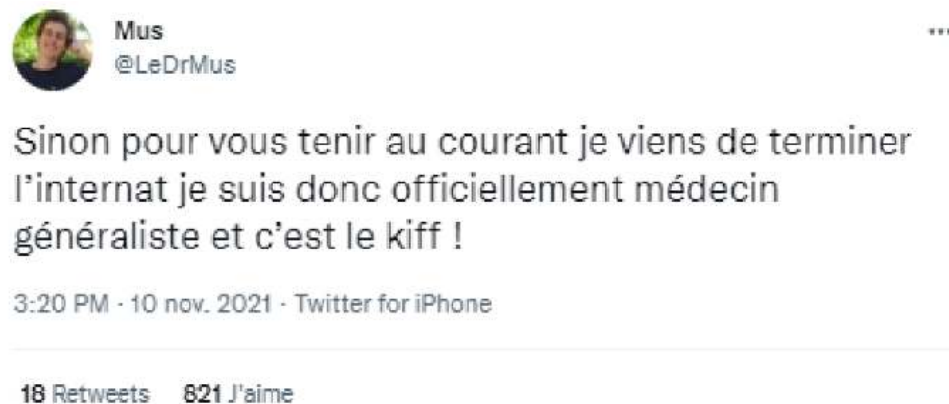 Mus
@LeDrMus
Sinon pour vous tenir au courant je viens de terminer
l'internat je suis donc officiellement médecin
généraliste et c'est le kiff !
3:20 PM · 10 nov. 2021 · Twitter for iPhone
18 Retweets 821 J'aime